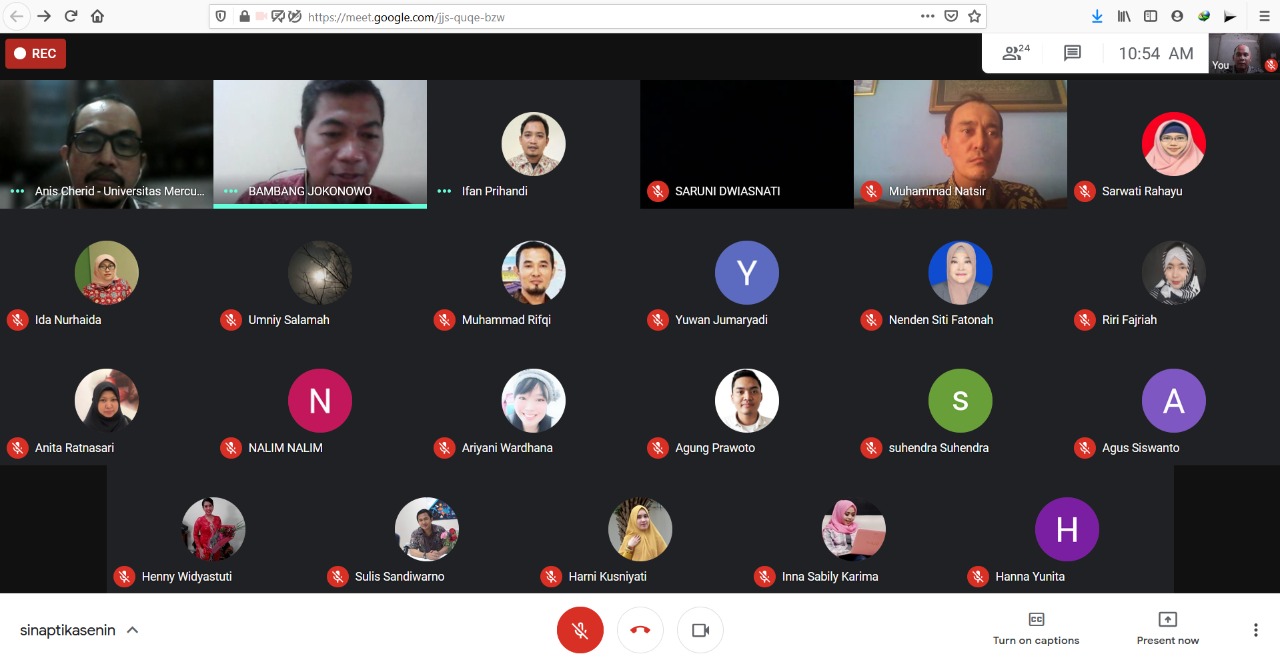 https://meet.google.com/jjs-quqe-bzw
REC
24
10:54 AM
You
Anis Cherid - Universitas Mercu...
BAMBANG JOKONOWO
Ifan Prihandi
SARUNI DWIASNATI
Muhammad Natsir
Sarwati Rahayu
Ida Nurhaida
Umniy Salamah
Muhammad Rifqi
Y
Yuwan Jumaryadi
Nenden Siti Fatonah
Riri Fajriah
Anita Ratnasari
N
NALIM NALIM
Ariyani Wardhana
Agung Prawoto
s
suhendra Suhendra
A
Agus Siswanto
Henny Widyastuti
Sulis Sandiwarno
Harni Kusniyati
Inna Sabily Karima
H
Hanna Yunita
sinaptikasenin
CC
Turn on captions
Present now